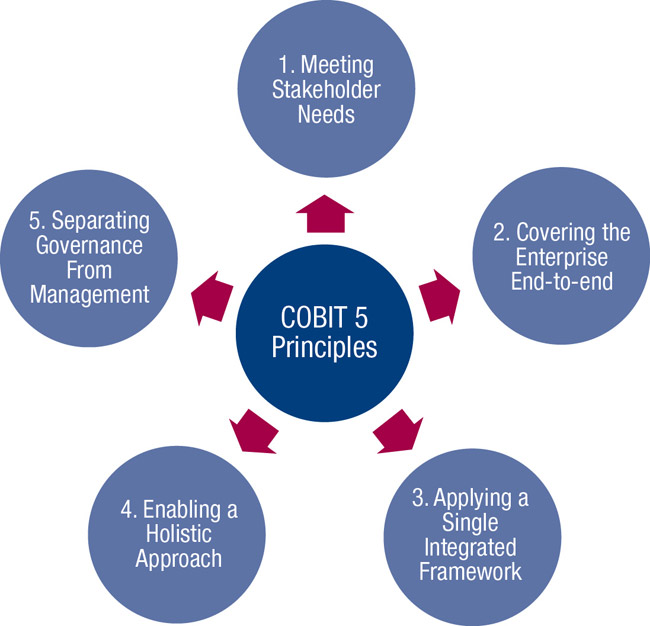 1. Meeting
Stakeholder
Needs
2. Covering the
Enterprise
End-to-end
3. Applying a
Single
Integrated
Framework
4. Enabling a
Holistic
Approach
5. Separating
Governance
From
Management
COBIT 5
Principles